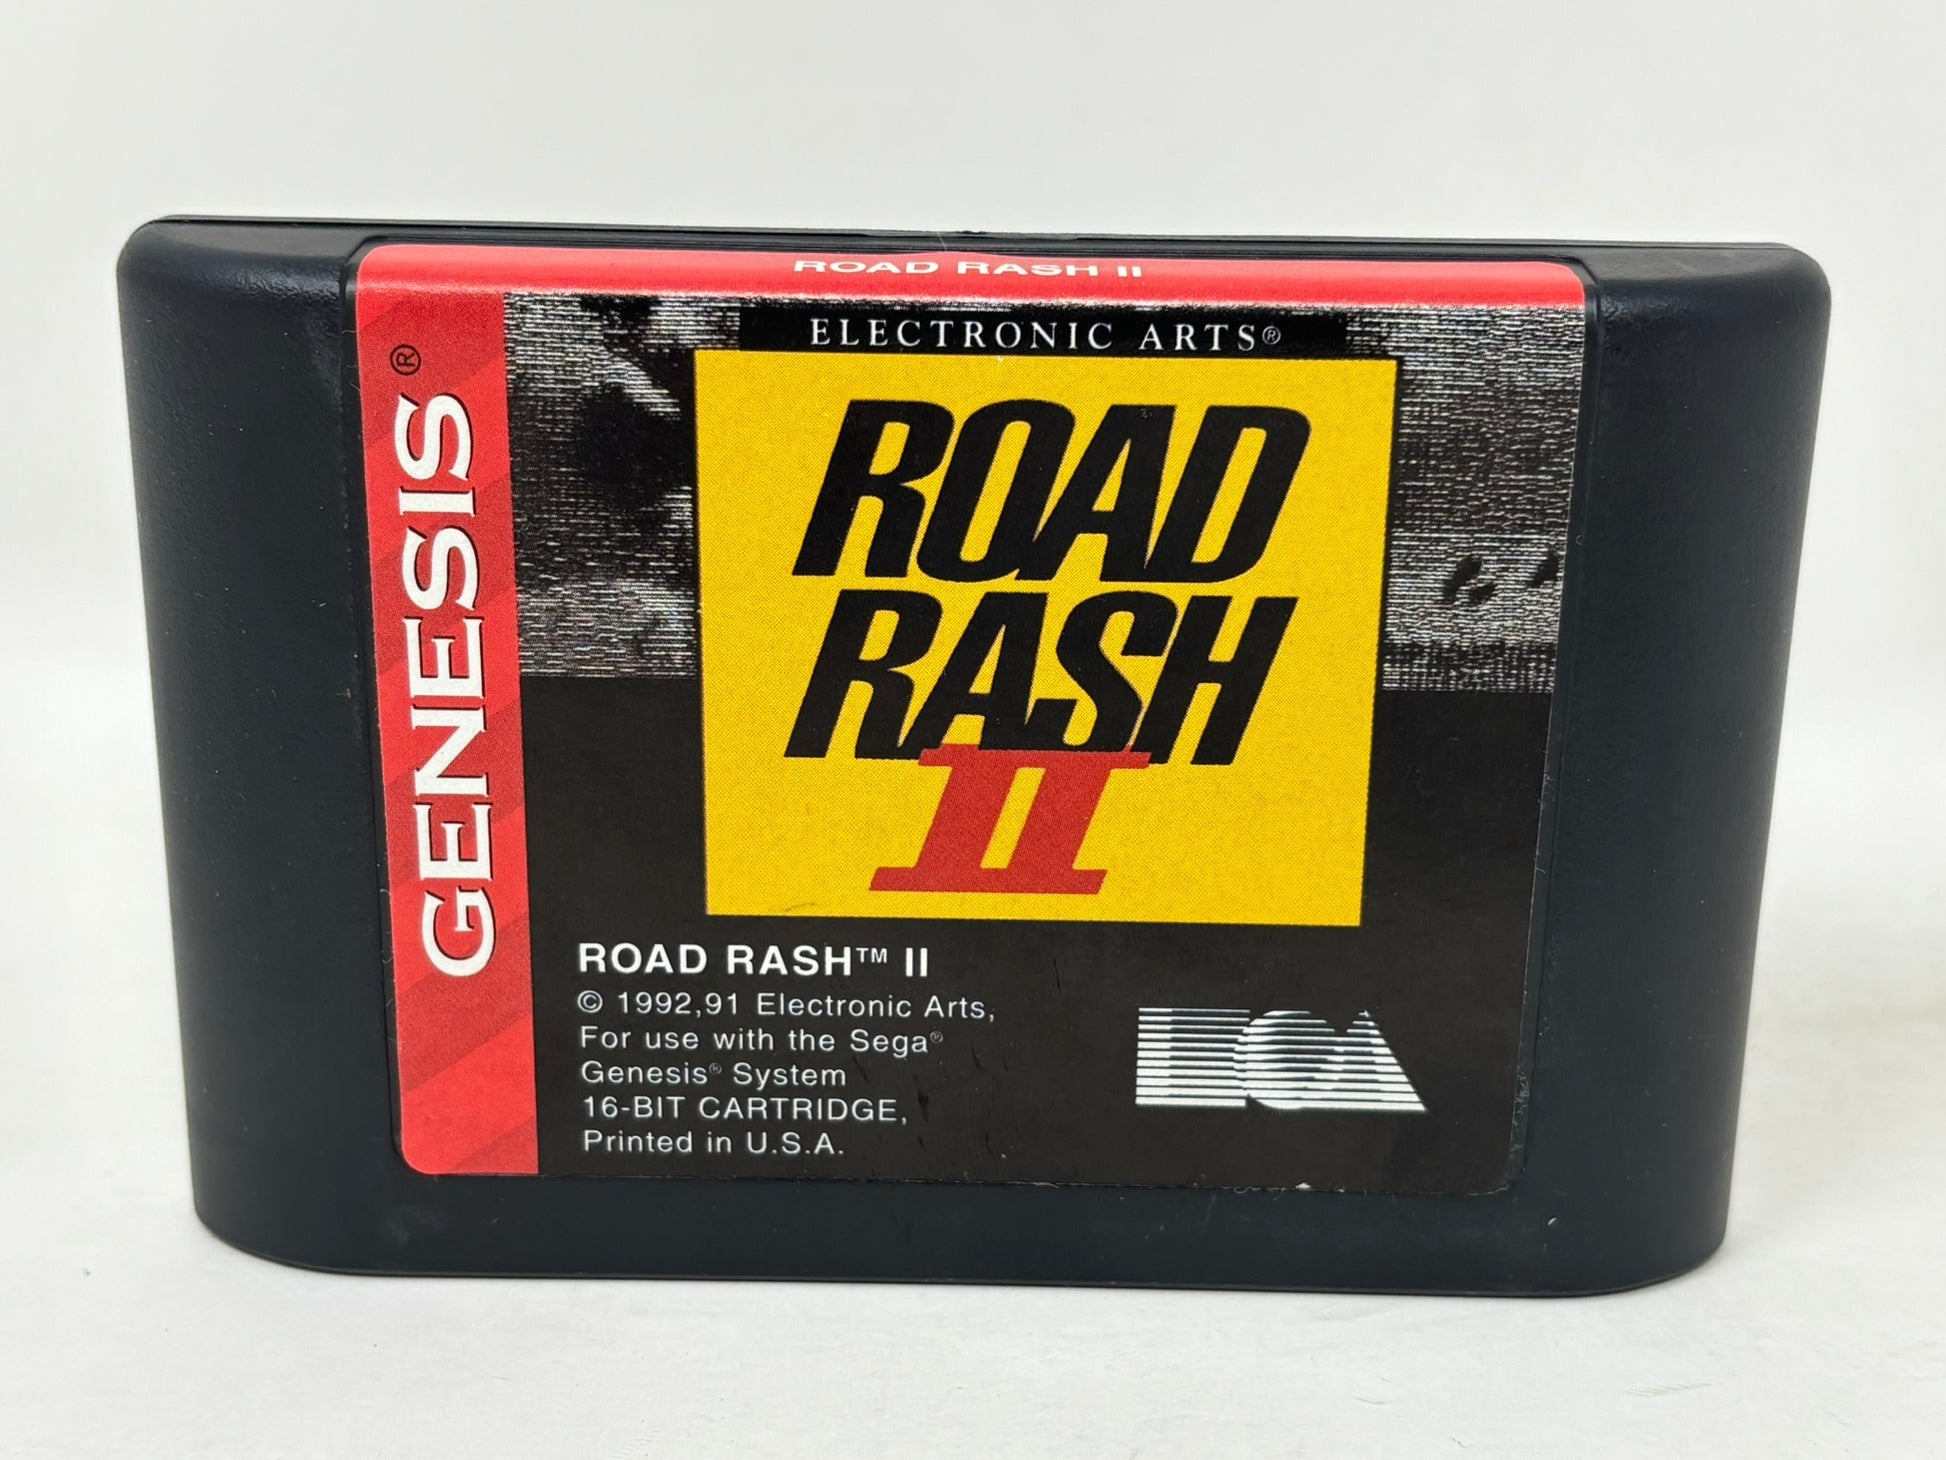 ROAD RASH II
ELECTRONIC ARTS®
GENESIS®
ROAD
RASH
II
ROAD RASH™ II
© 1992,91 Electronic Arts,
For use with the Sega®
Genesis® System
16-BIT CARTRIDGE,
Printed in U.S.A.
EA